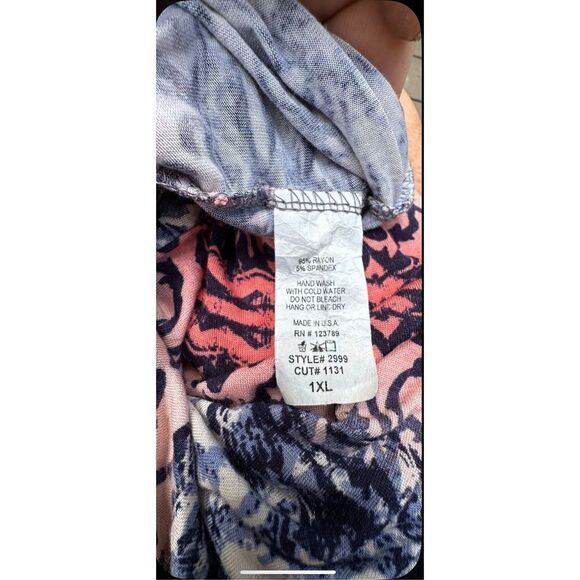 95% RAYON
5% SPANDEX
HAND WASH
WITH COLD WATER
DO NOT BLEACH
HANG OR LINE DRY
MADE IN U.S.A.
RN # 123789
STYLE# 2999
CUT# 1131
1XL